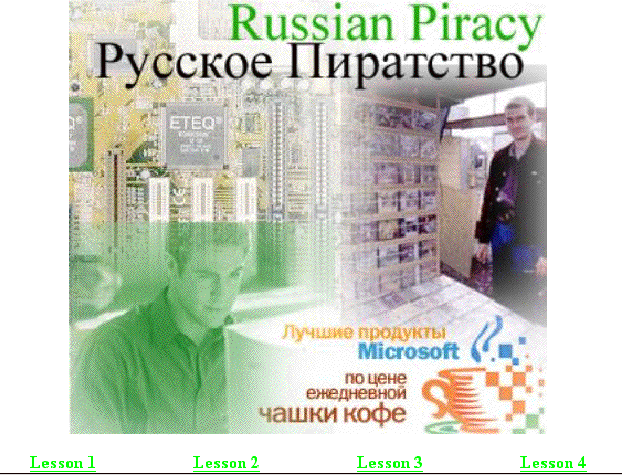 Russian Piracy
Русское Пиратство
ETEQ
Лучшие продукты
Microsoft
по цене
ежедневной
чашки кофе
Lesson 1
Lesson 2
Lesson 3
Lesson 4